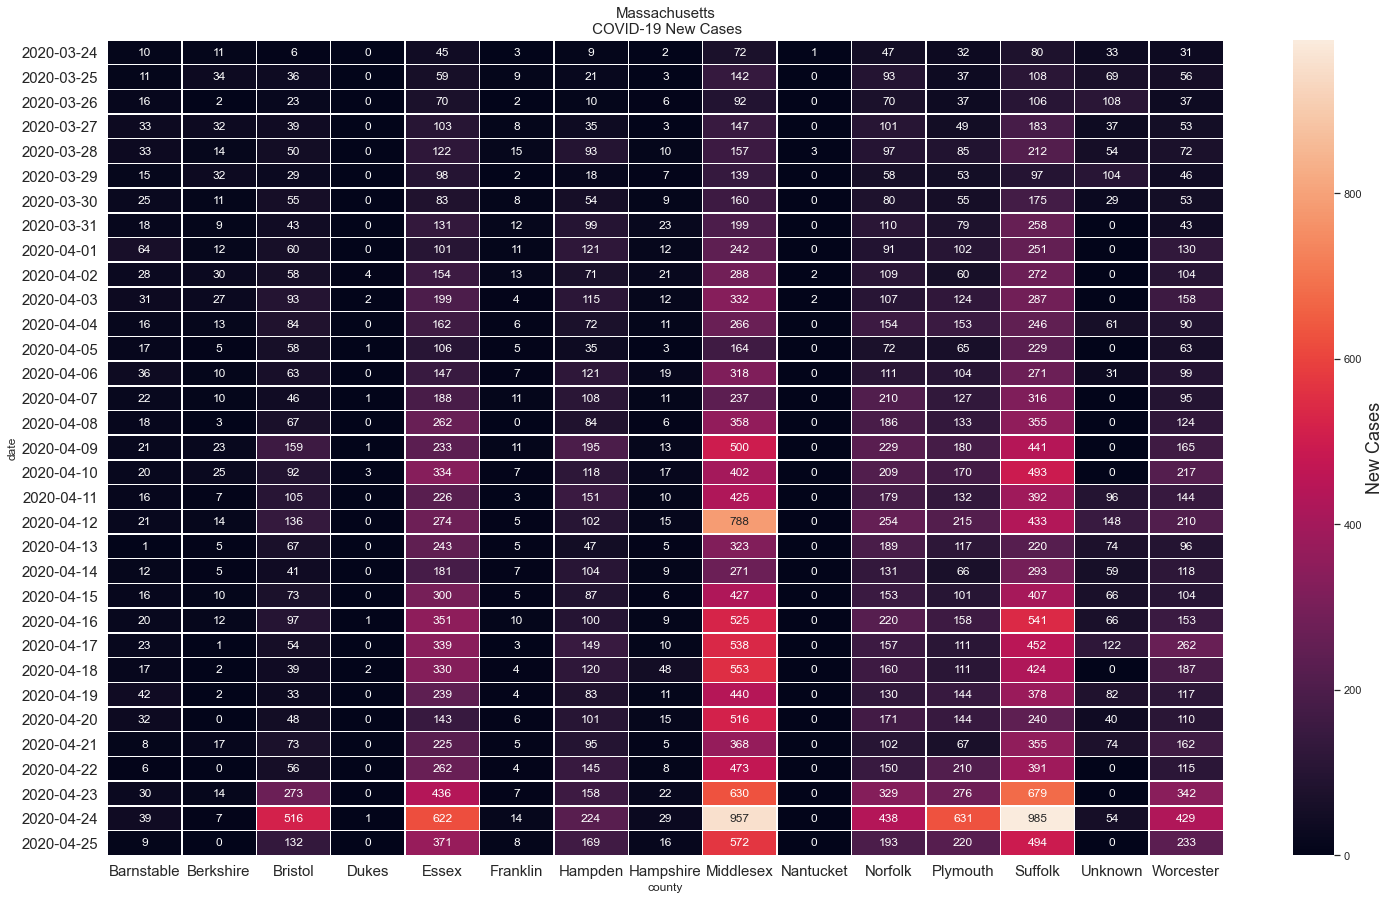 Massachusetts
COVID-19 New Cases
2020-03-24 10 11 6 0 45 3 9 2 72 1 47 32 80 33 31
2020-03-25 11 34 36 0 59 9 21 3 142 0 93 37 108 69 56
2020-03-26 16 2 23 0 70 2 10 6 92 0 70 37 106 108 37
2020-03-27 33 32 39 0 103 8 35 3 147 0 101 49 183 37 53
2020-03-28 33 14 50 0 122 15 93 10 157 3 97 85 212 54 72
2020-03-29 15 32 29 0 98 2 18 7 139 0 58 53 97 104 46
2020-03-30 25 11 55 0 83 8 54 9 160 0 80 55 175 29 53
2020-03-31 18 9 43 0 131 12 99 23 199 0 110 79 258 0 43
2020-04-01 64 12 60 0 101 11 121 12 242 0 91 102 251 0 130
2020-04-02 28 30 58 4 154 13 71 21 288 2 109 60 272 0 104
2020-04-03 31 27 93 2 199 4 115 12 332 2 107 124 287 0 158
2020-04-04 16 13 84 0 162 6 72 11 266 0 154 153 246 61 90
2020-04-05 17 5 58 1 106 5 35 3 164 0 72 65 229 0 63
2020-04-06 36 10 63 0 147 7 121 19 318 0 111 104 271 31 99
2020-04-07 22 10 46 1 188 11 108 11 237 0 210 127 316 0 95
2020-04-08 18 3 67 0 262 0 84 6 358 0 186 133 355 0 124
2020-04-09 21 23 159 1 233 11 195 13 500 0 229 180 441 0 165
2020-04-10 20 25 92 3 334 7 118 17 402 0 209 170 493 0 217
2020-04-11 16 7 105 0 226 3 151 10 425 0 179 132 392 96 144
2020-04-12 21 14 136 0 274 5 102 15 788 0 254 215 433 148 210
2020-04-13 1 5 67 0 243 5 47 5 323 0 189 117 220 74 96
2020-04-14 12 5 41 0 181 7 104 9 271 0 131 66 293 59 118
2020-04-15 16 10 73 0 300 5 87 6 427 0 153 101 407 66 104
2020-04-16 20 12 97 1 351 10 100 9 525 0 220 158 541 66 153
2020-04-17 23 1 54 0 339 3 149 10 538 0 157 111 452 122 262
2020-04-18 17 2 39 2 330 4 120 48 553 0 160 111 424 0 187
2020-04-19 42 2 33 0 239 4 83 11 440 0 130 144 378 82 117
2020-04-20 32 0 48 0 143 6 101 15 516 0 171 144 240 40 110
2020-04-21 8 17 73 0 225 5 95 5 368 0 102 67 355 74 162
2020-04-22 6 0 56 0 262 4 145 8 473 0 150 210 391 0 115
2020-04-23 30 14 273 0 436 7 158 22 630 0 329 276 679 0 342
2020-04-24 39 7 516 1 622 14 224 29 957 0 438 631 985 54 429
2020-04-25 9 0 132 0 371 8 169 16 572 0 193 220 494 0 233
Barnstable Berkshire Bristol Dukes Essex Franklin Hampden Hampshire Middlesex Nantucket Norfolk Plymouth Suffolk Unknown Worcester
county
date
800
600
400
200
0
New Cases